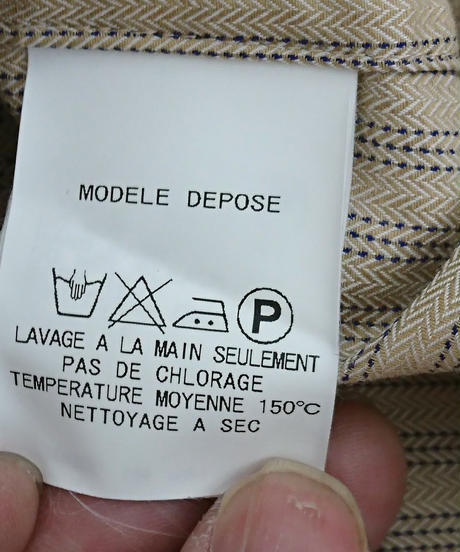 MODELE DEPOSE
P
LAVAGE A LA MAIN SEULEMENT
PAS DE CHLORAGE
TEMPERATURE MOYENNE 150°C
NETTOYAGE A SEC